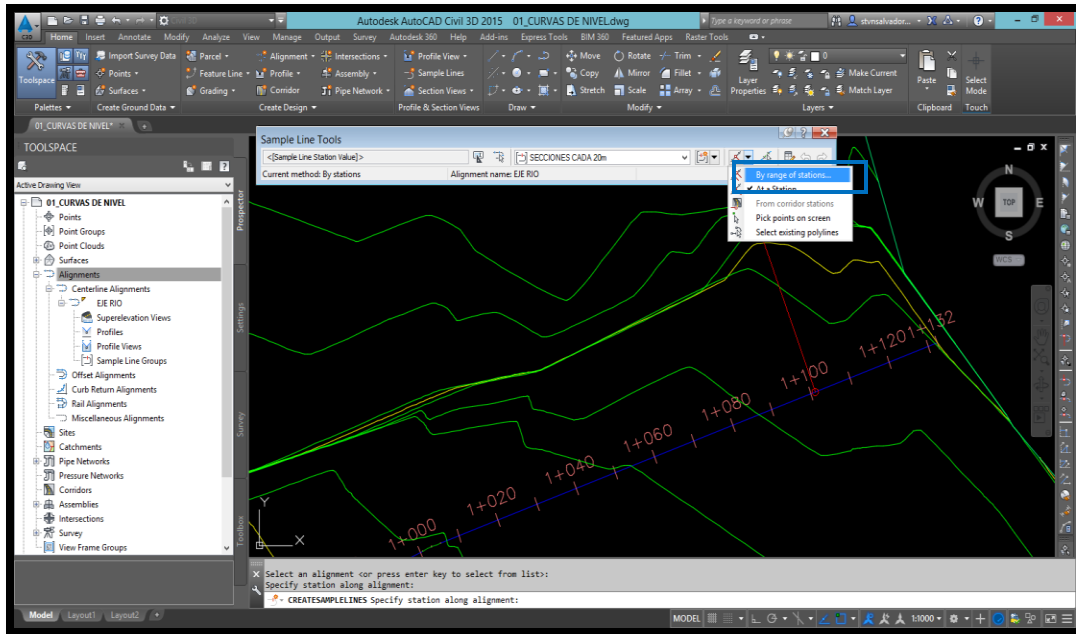 Civil 3D
Autodesk AutoCAD Civil 3D 2015 01_CURVAS DE NIVEL.dwg
Type a keyword or phrase
stvnsalvador...
C3D
Home Insert Annotate Modify Analyze View Manage Output Survey Autodesk 360 Help Add-ins Express Tools BIM 360 Featured Apps Raster Tools
Toolspace
Import Survey Data
Points
Surfaces
Parcel
Feature Line
Grading
Alignment
Profile
Corridor
Intersections
Assembly
Pipe Network
Profile View
Sample Lines
Section Views
Move
Copy
Stretch
Rotate
Mirror
Scale
Trim
Fillet
Array
Layer
Properties
0
Make Current
Match Layer
Paste
Select
Mode
Palettes
Create Ground Data
Create Design
Profile & Section Views
Draw
Modify
Layers
Clipboard
Touch
01_CURVAS DE NIVEL*
TOOLSPACE
Active Drawing View
01_CURVAS DE NIVEL
Points
Point Groups
Point Clouds
Surfaces
Alignments
Centerline Alignments
EJE RIO
Superelevation Views
Profiles
Profile Views
Sample Line Groups
Offset Alignments
Curb Return Alignments
Rail Alignments
Miscellaneous Alignments
Sites
Catchments
Pipe Networks
Pressure Networks
Corridors
Assemblies
Intersections
Survey
View Frame Groups
Prospector
Settings
Survey
Toolbox
Sample Line Tools
<[Sample Line Station Value]>
SECCIONES CADA 20m
Current method: By stations
Alignment name: EJE RIO
By range of stations...
At a Station
From corridor stations
Pick points on screen
Select existing polylines
N
W
TOP
E
S
WCS
1+000
1+020
1+040
1+060
1+080
1+100
1+120
1+132
Y
X
Select an alignment <or press enter key to select from list>:
Specify station along alignment:
CREATESAMPLELINES Specify station along alignment:
Model Layout1 Layout2
MODEL
1:1000